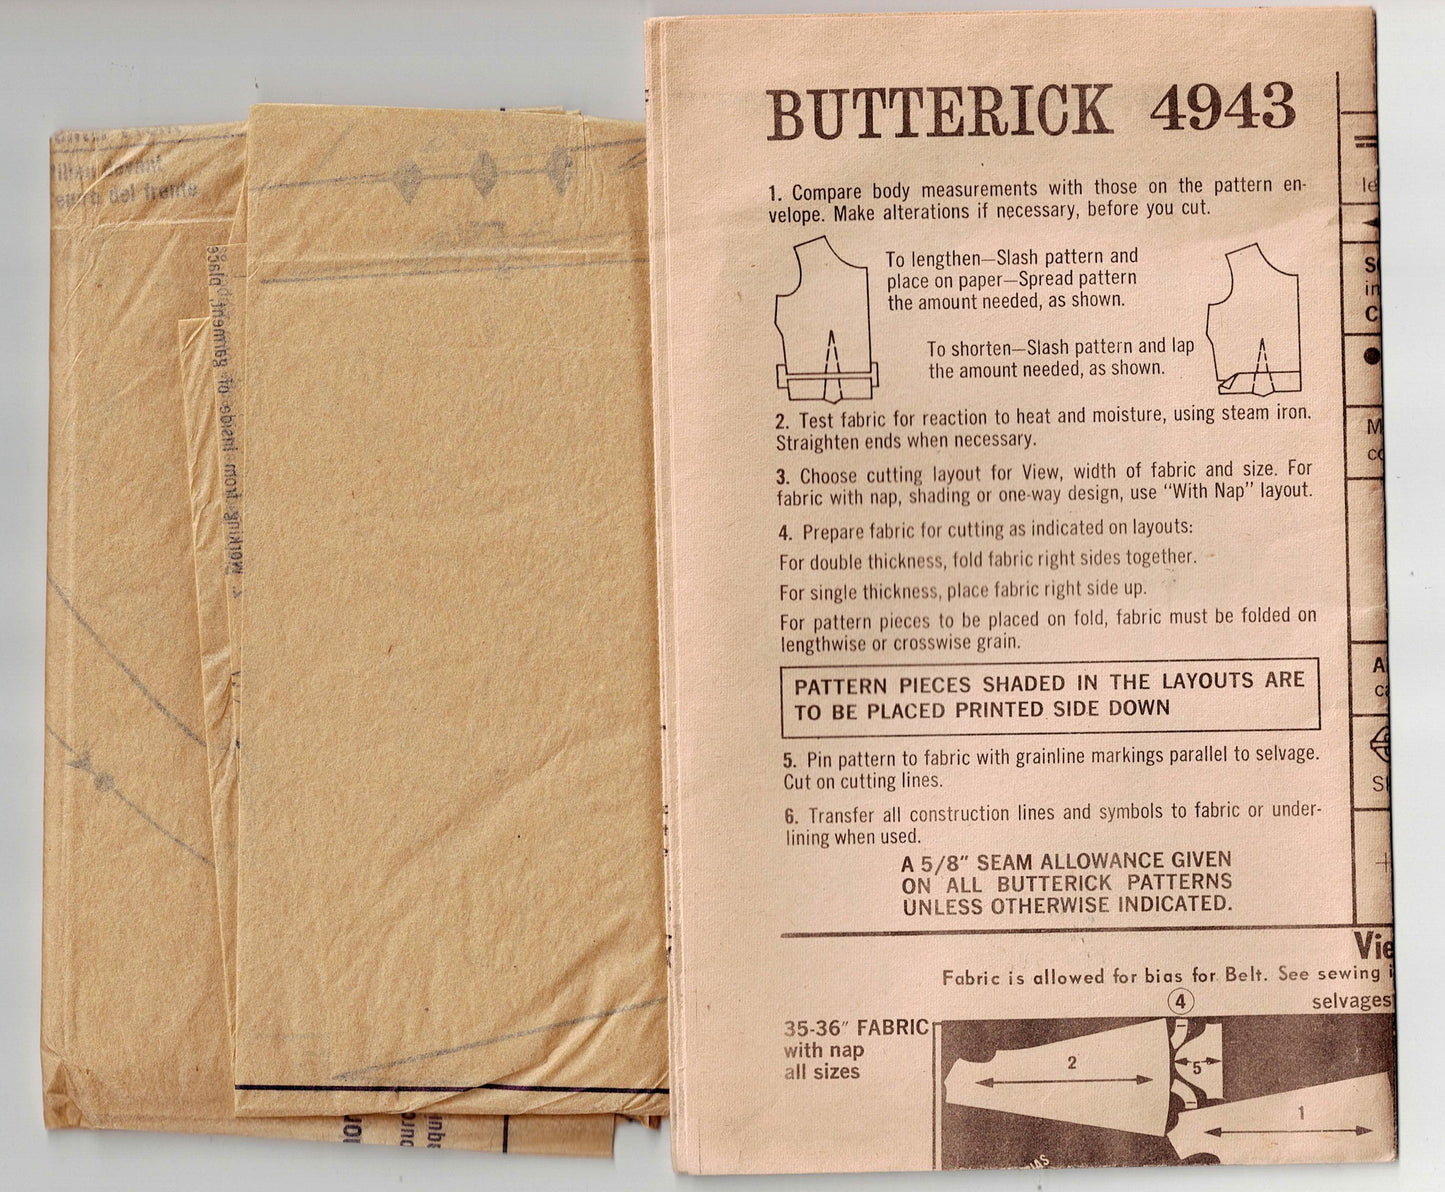 BUTTERICK 4943
1. Compare body measurements with those on the pattern en-
velope. Make alterations if necessary, before you cut.
To lengthen—Slash pattern and
place on paper—Spread pattern
the amount needed, as shown.
To shorten—Slash pattern and lap
the amount needed, as shown.
2. Test fabric for reaction to heat and moisture, using steam iron.
Straighten ends when necessary.
3. Choose cutting layout for View, width of fabric and size. For
fabric with nap, shading or one-way design, use “With Nap” layout.
4. Prepare fabric for cutting as indicated on layouts:
For double thickness, fold fabric right sides together.
For single thickness, place fabric right side up.
For pattern pieces to be placed on fold, fabric must be folded on
lengthwise or crosswise grain.
PATTERN PIECES SHADED IN THE LAYOUTS ARE
TO BE PLACED PRINTED SIDE DOWN
5. Pin pattern to fabric with grainline markings parallel to selvage.
Cut on cutting lines.
6. Transfer all construction lines and symbols to fabric or under-
lining when used.
A 5/8″ SEAM ALLOWANCE GIVEN
ON ALL BUTTERICK PATTERNS
UNLESS OTHERWISE INDICATED.
Vie
Fabric is allowed for bias for Belt. See sewing
4
selvages
35-36″ FABRIC
with nap
all sizes
2
5
1
working from inside of garment, place